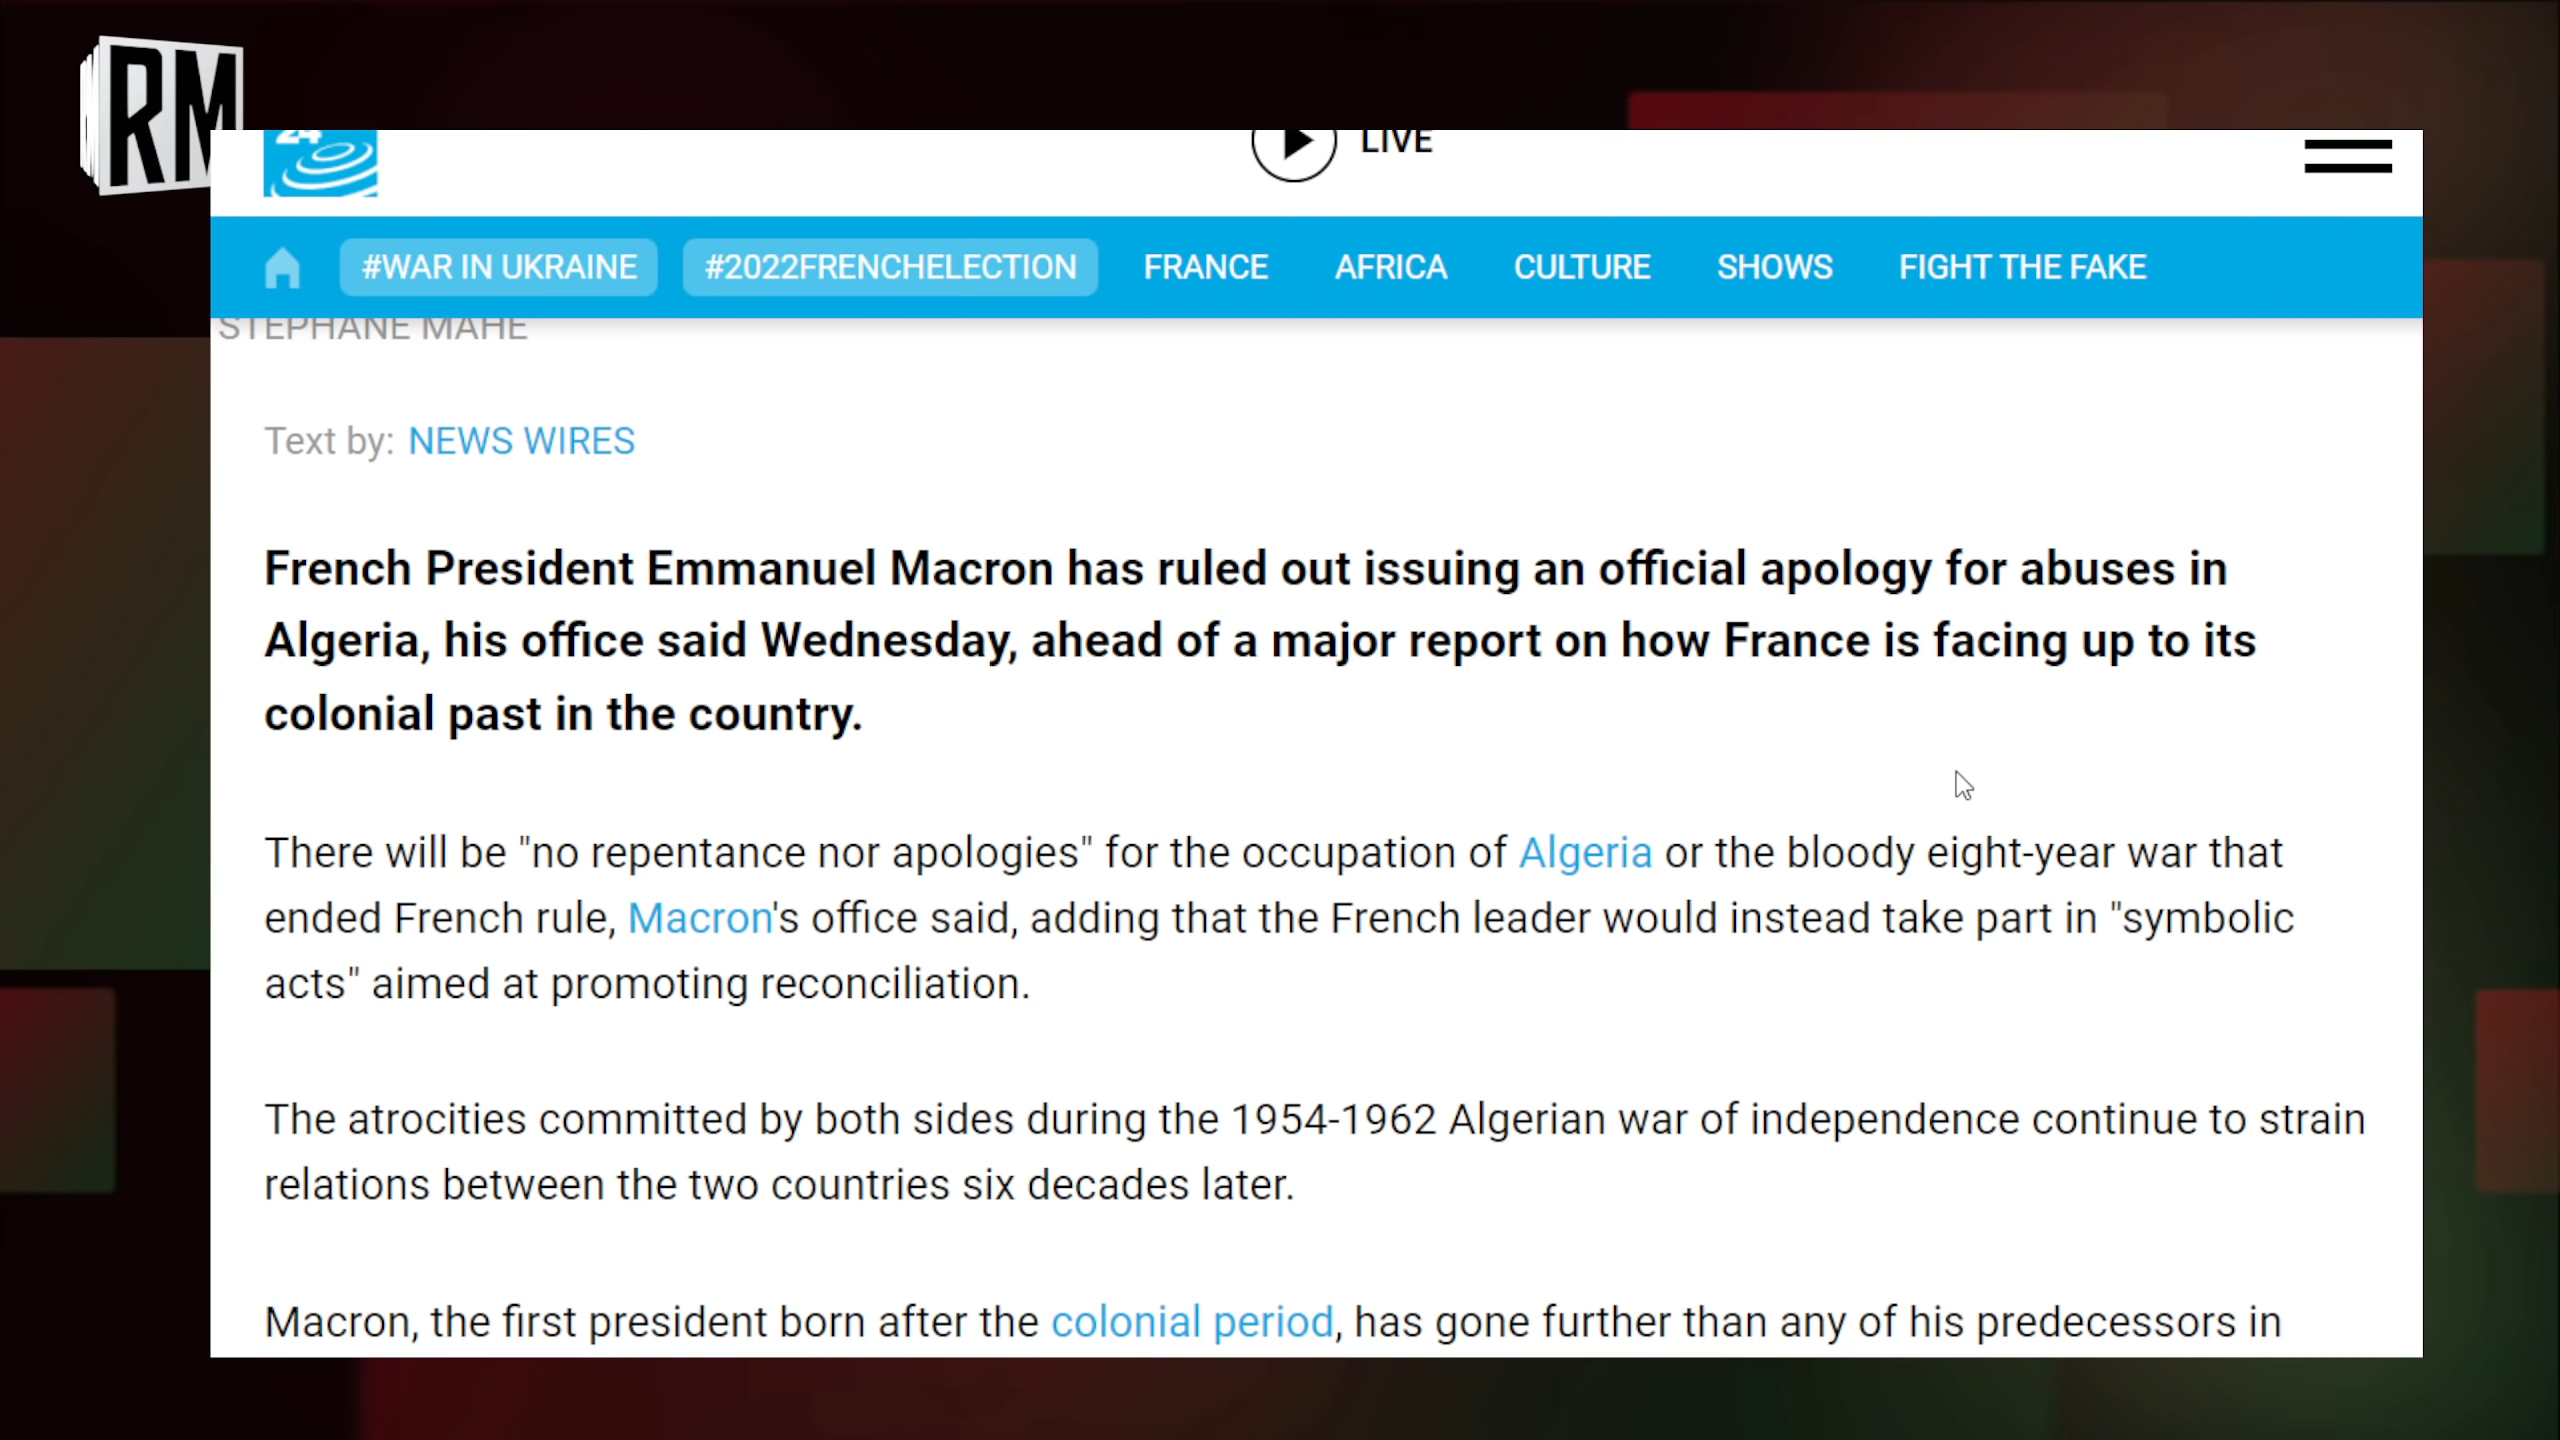 RM
24
LIVE
#WAR IN UKRAINE
#2022FRENCHELECTION
FRANCE
AFRICA
CULTURE
SHOWS
FIGHT THE FAKE
STEPHANE MAHE
Text by: NEWS WIRES
French President Emmanuel Macron has ruled out issuing an official apology for abuses in
Algeria, his office said Wednesday, ahead of a major report on how France is facing up to its
colonial past in the country.
There will be "no repentance nor apologies" for the occupation of Algeria or the bloody eight-year war that
ended French rule, Macron's office said, adding that the French leader would instead take part in "symbolic
acts" aimed at promoting reconciliation.
The atrocities committed by both sides during the 1954-1962 Algerian war of independence continue to strain
relations between the two countries six decades later.
Macron, the first president born after the colonial period, has gone further than any of his predecessors in